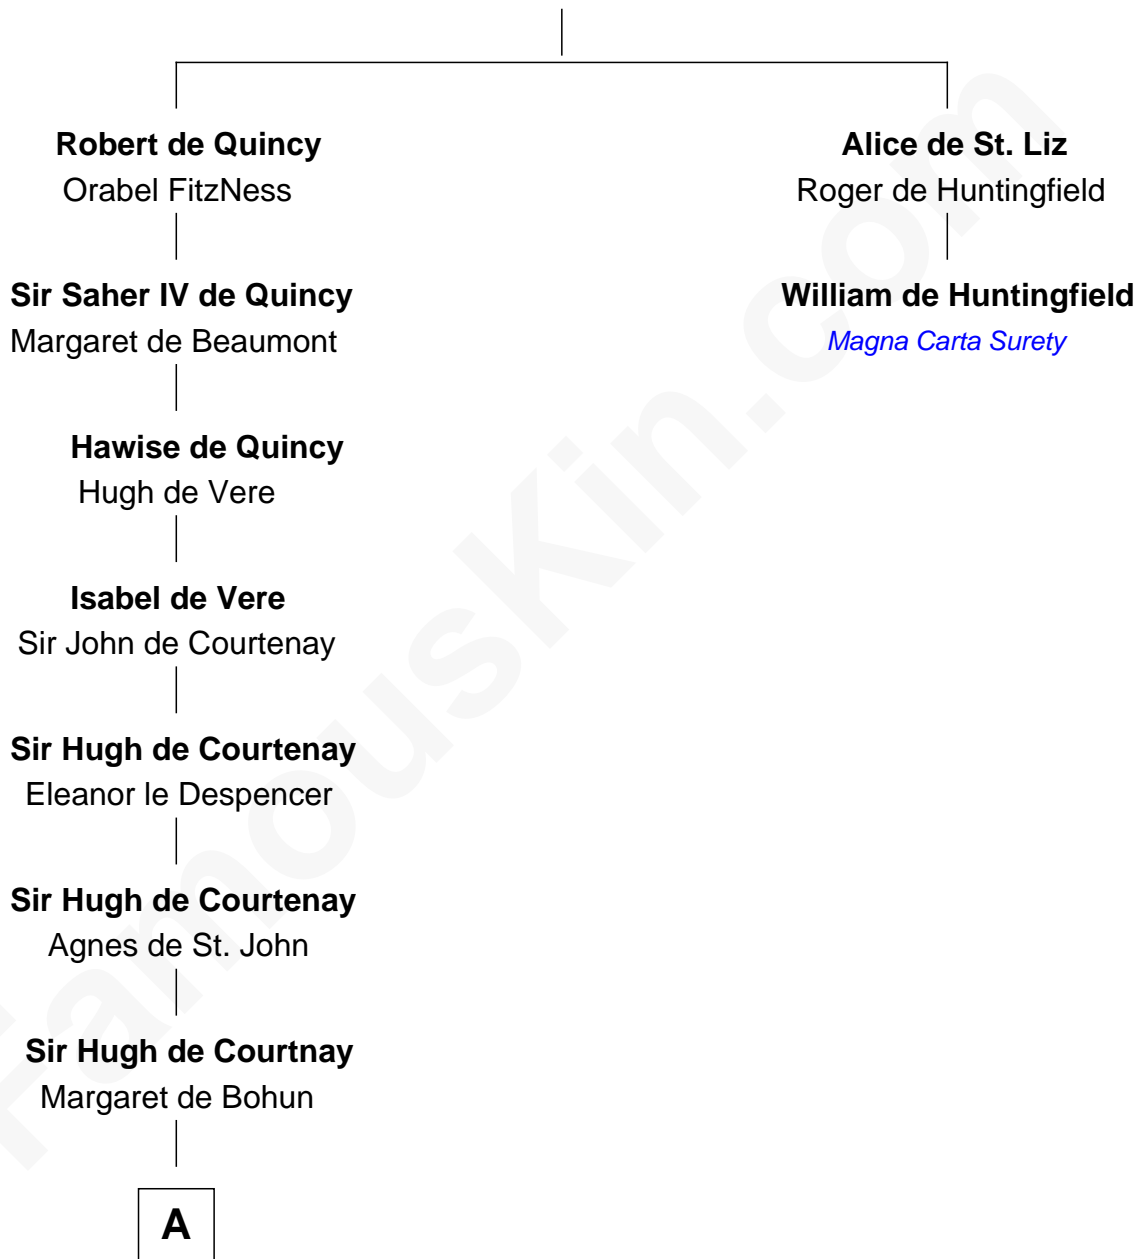 Robert de Quincy
Orabel FitzNess
Alice de St. Liz
Roger de Huntingfield
Sir Saher IV de Quincy
Margaret de Beaumont
William de Huntingfield
Magna Carta Surety
Hawise de Quincy
Hugh de Vere
Isabel de Vere
Sir John de Courtenay
Sir Hugh de Courtenay
Eleanor le Despencer
Sir Hugh de Courtenay
Agnes de St. John
Sir Hugh de Courtnay
Margaret de Bohun
A
FamousKin.com